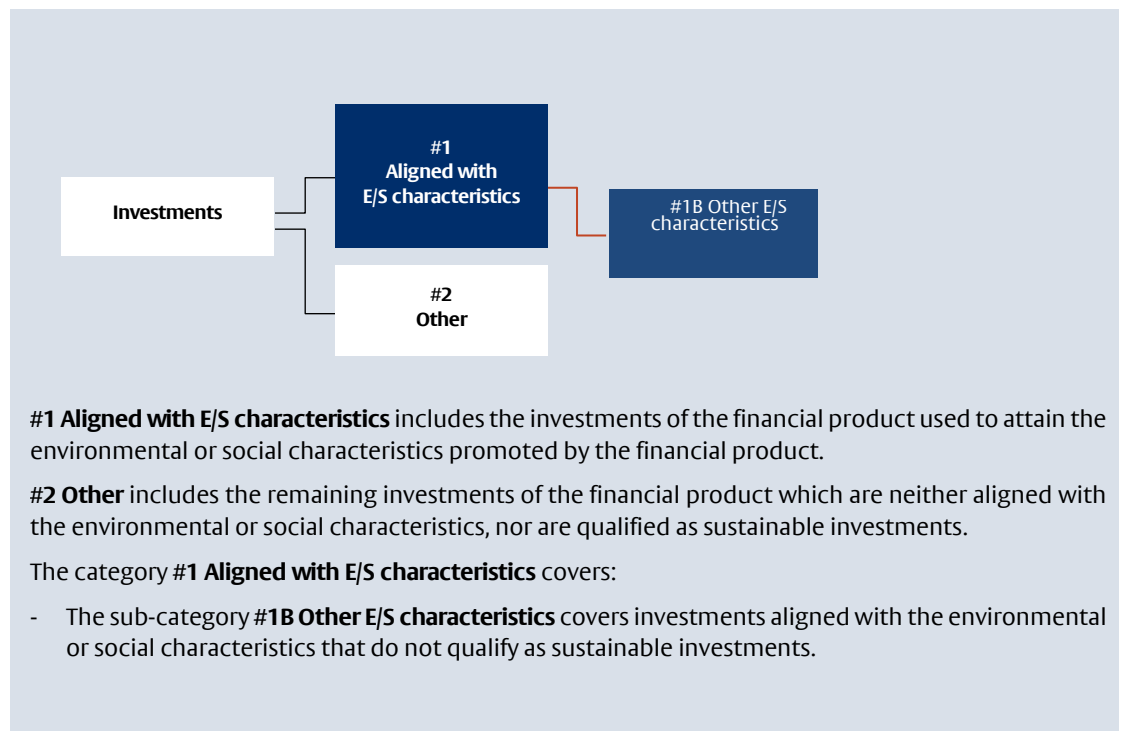 #1
Aligned with
E/S characteristics
Investments
#1B Other E/S
characteristics
#2
Other
#1 Aligned with E/S characteristics includes the investments of the financial product used to attain the
environmental or social characteristics promoted by the financial product.
#2 Other includes the remaining investments of the financial product which are neither aligned with
the environmental or social characteristics, nor are qualified as sustainable investments.
The category #1 Aligned with E/S characteristics covers:
- The sub-category #1B Other E/S characteristics covers investments aligned with the environmental
or social characteristics that do not qualify as sustainable investments.